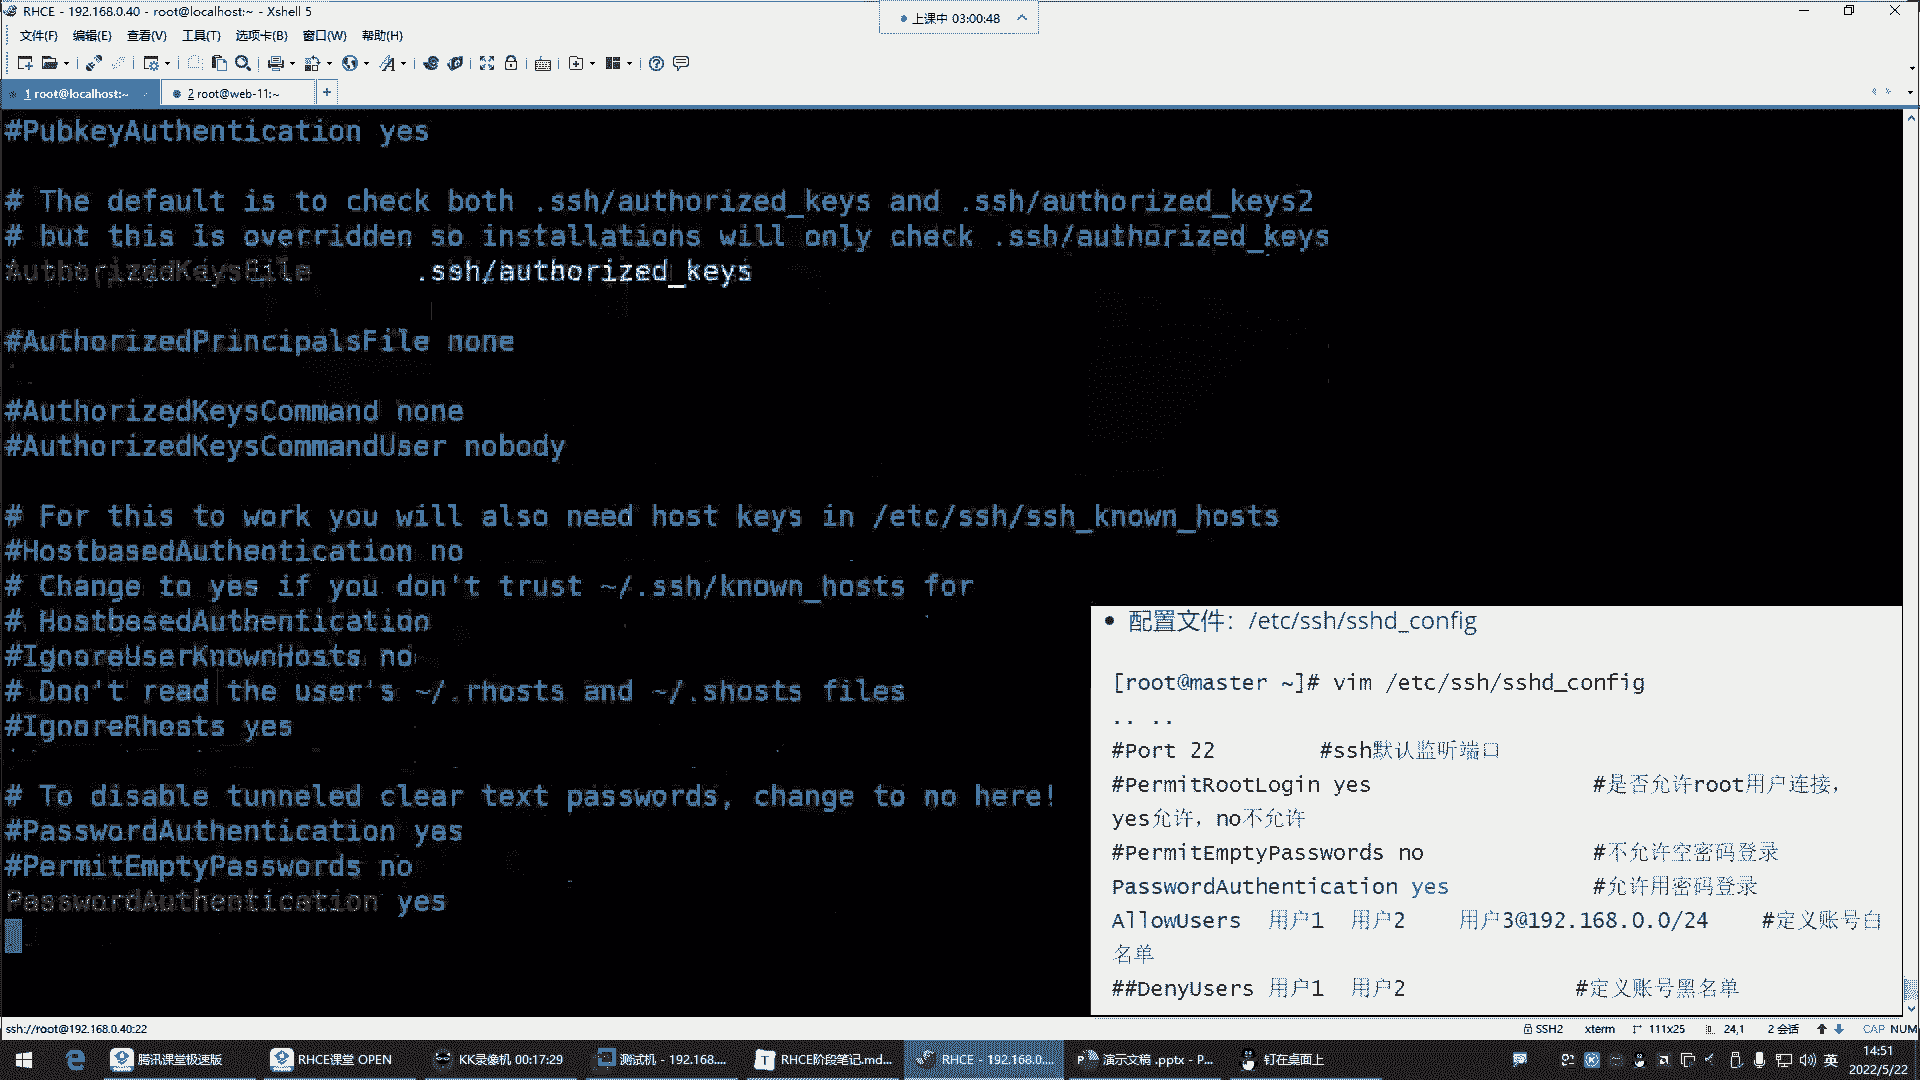 RHCE - 192.168.0.40 - root@localhost:~ - Xshell 5
上课中 03:00:48
文件(F) 编辑(E) 查看(V) 工具(T) 选项卡(B) 窗口(W) 帮助(H)
1 root@localhost:~
2 root@web-11:~
#PubkeyAuthentication yes
# The default is to check both .ssh/authorized_keys and .ssh/authorized_keys2
# but this is overridden so installations will only check .ssh/authorized_keys
AuthorizedKeysFile .ssh/authorized_keys
#AuthorizedPrincipalsFile none
#AuthorizedKeysCommand none
#AuthorizedKeysCommandUser nobody
# For this to work you will also need host keys in /etc/ssh/ssh_known_hosts
#HostbasedAuthentication no
# Change to yes if you don't trust ~/.ssh/known_hosts for
# HostbasedAuthentication
#IgnoreUserKnownHosts no
# Don't read the user's ~/.rhosts and ~/.shosts files
#IgnoreRhosts yes
# To disable tunneled clear text passwords, change to no here!
#PasswordAuthentication yes
#PermitEmptyPasswords no
PasswordAuthentication yes
• 配置文件：/etc/ssh/sshd_config
[root@master ~]# vim /etc/ssh/sshd_config
.. ..
#Port 22 #ssh默认监听端口
#PermitRootLogin yes #是否允许root用户连接，
yes允许，no不允许
#PermitEmptyPasswords no #不允许空密码登录
PasswordAuthentication yes #允许用密码登录
AllowUsers 用户1 用户2 用户3@192.168.0.0/24 #定义账号白
名单
##DenyUsers 用户1 用户2 #定义账号黑名单
ssh://root@192.168.0.40:22
SSH2 xterm 111x25 24,1 2 会话 CAP NUM
腾讯课堂极速版
RHCE课堂 OPEN
KK录像机 00:17:29
测试机 - 192.168....
RHCE阶段笔记.md...
RHCE - 192.168.0....
演示文稿 .pptx - P...
钉在桌面上
英
14:51
2022/5/22